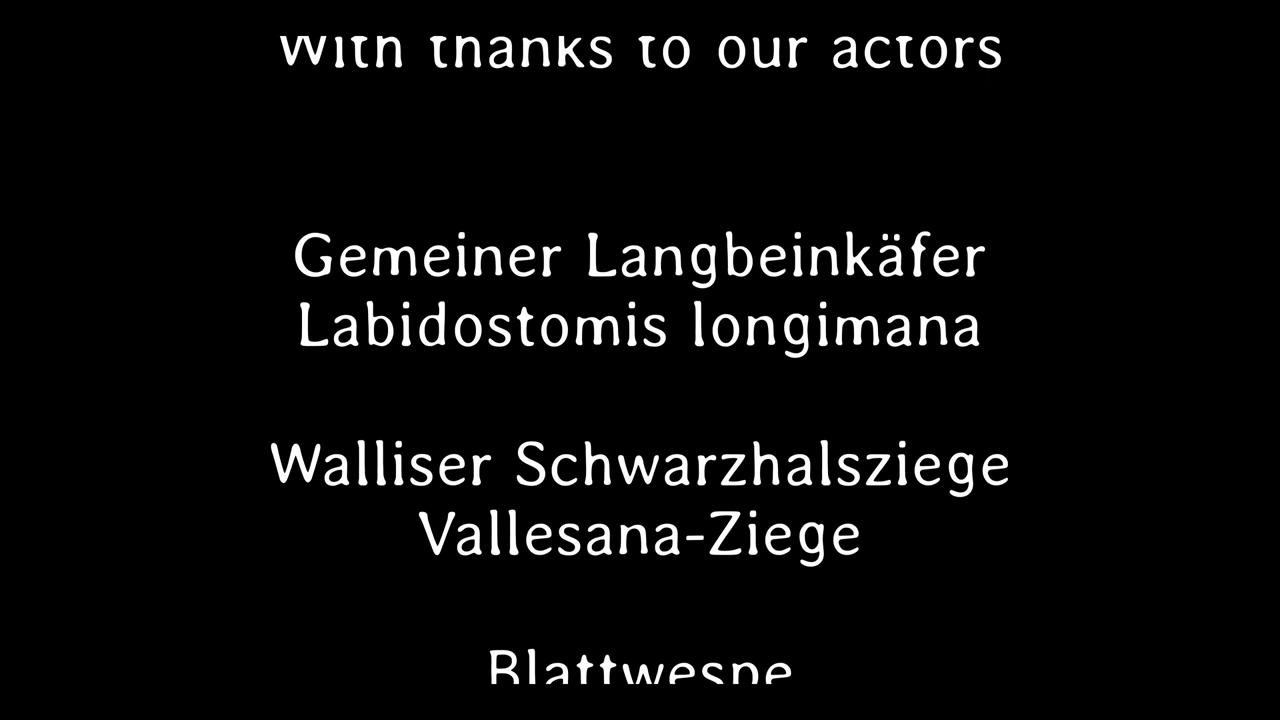 With thanks to our actors
Gemeiner Langbeinkäfer
Labidostomis longimana
Walliser Schwarzhalsziege
Vallesana-Ziege
Blattwespe